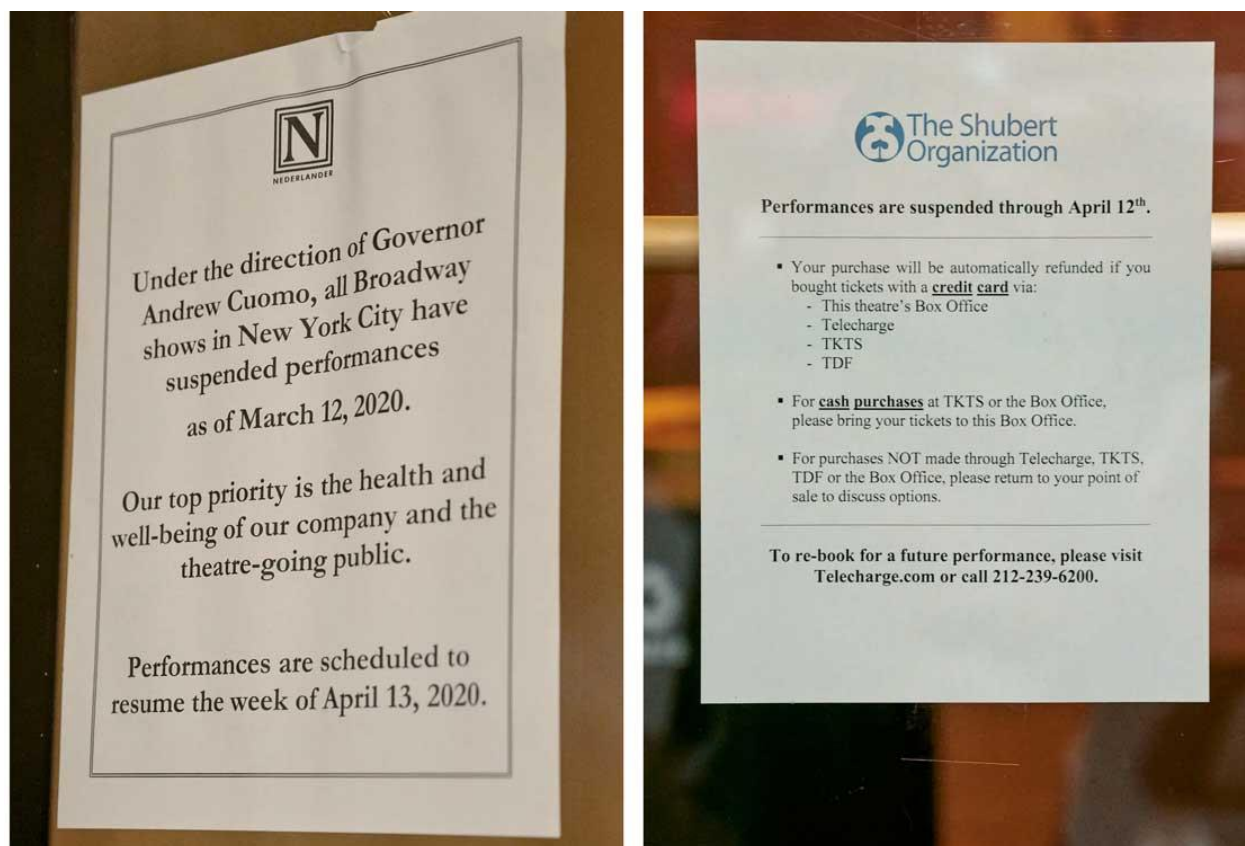 N
NEDERLANDER
Under the direction of Governor
Andrew Cuomo, all Broadway
shows in New York City have
suspended performances
as of March 12, 2020.
Our top priority is the health and
well-being of our company and the
theatre-going public.
Performances are scheduled to
resume the week of April 13, 2020.
The Shubert
Organization
Performances are suspended through April 12th.
▪ Your purchase will be automatically refunded if you
bought tickets with a credit card via:
- This theatre's Box Office
- Telecharge
- TKTS
- TDF
▪ For cash purchases at TKTS or the Box Office,
please bring your tickets to this Box Office.
▪ For purchases NOT made through Telecharge, TKTS,
TDF or the Box Office, please return to your point of
sale to discuss options.
To re-book for a future performance, please visit
Telecharge.com or call 212-239-6200.